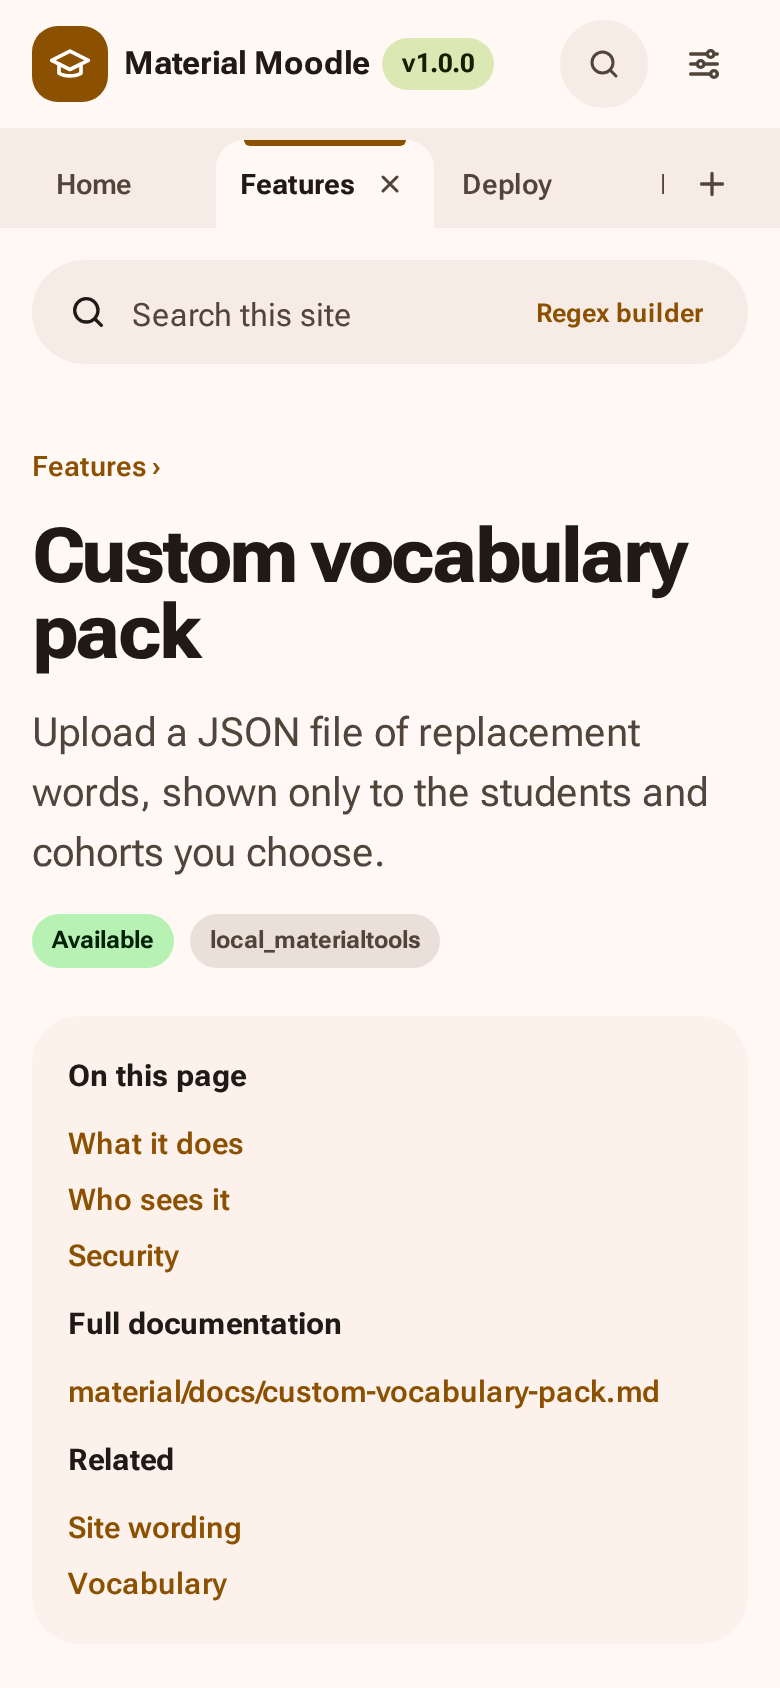 Material Moodle v1.0.0
Home Features Deploy
Search this site Regex builder
Features ›
Custom vocabulary
pack
Upload a JSON file of replacement
words, shown only to the students and
cohorts you choose.
Available local_materialtools
On this page
What it does
Who sees it
Security
Full documentation
material/docs/custom-vocabulary-pack.md
Related
Site wording
Vocabulary